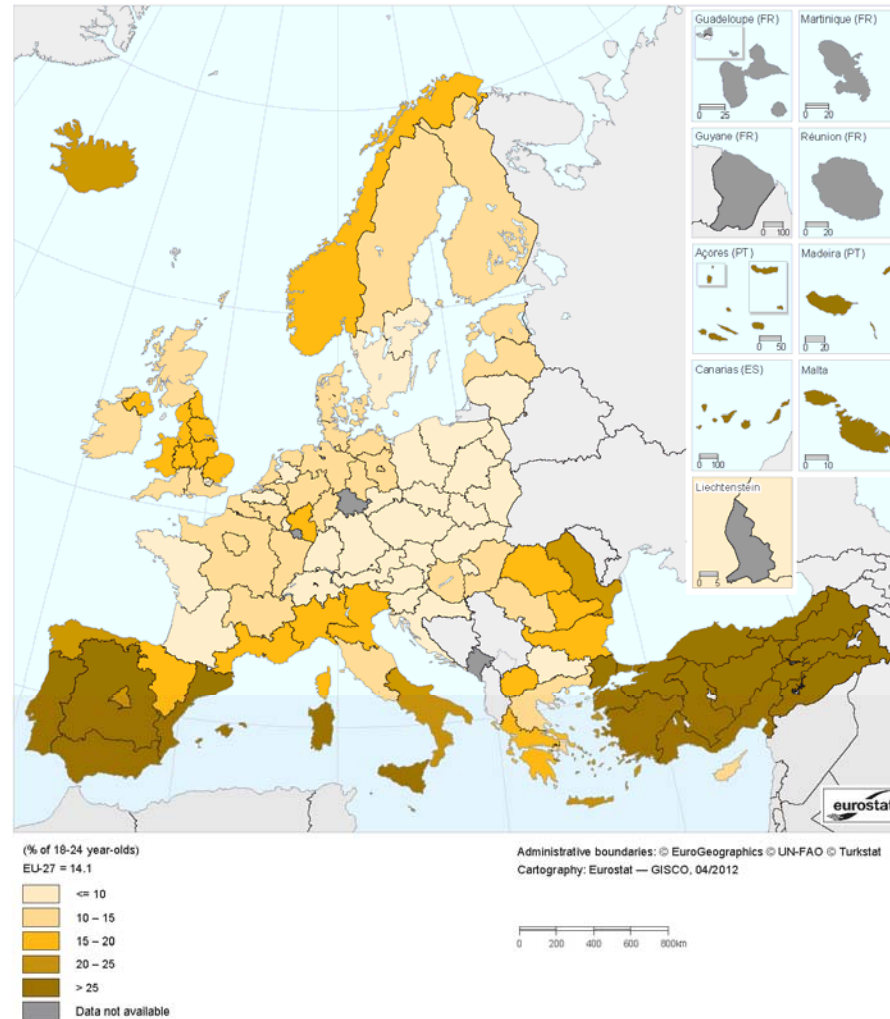 Guadeloupe (FR)
0 25
Martinique (FR)
0 20
Guyane (FR)
0 100
Réunion (FR)
0 20
Açores (PT)
0 50
Madeira (PT)
0 20
Canarias (ES)
0 100
Malta
0 10
Liechtenstein
0 5
eurostat
(% of 18-24 year-olds)
EU-27 = 14.1
<= 10
10 – 15
15 – 20
20 – 25
> 25
Data not available
Administrative boundaries: © EuroGeographics © UN-FAO © Turkstat
Cartography: Eurostat — GISCO, 04/2012
0 200 400 600 800km